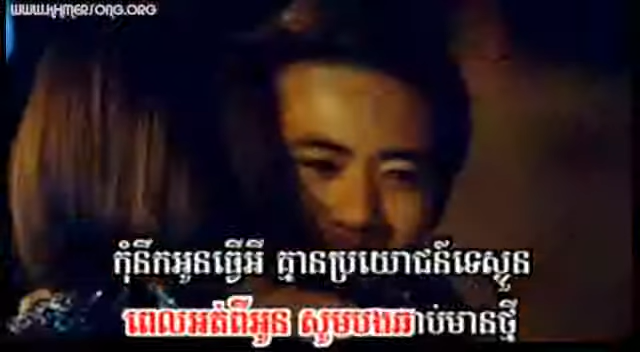 WWW.KHMERSONG.ORG
កុំនឹកអូនធ្វើអី គ្មានប្រយោជន៍ទេស្ងួន
ពេលអត់ពីអូន សូមបងឆាប់មានថ្មី